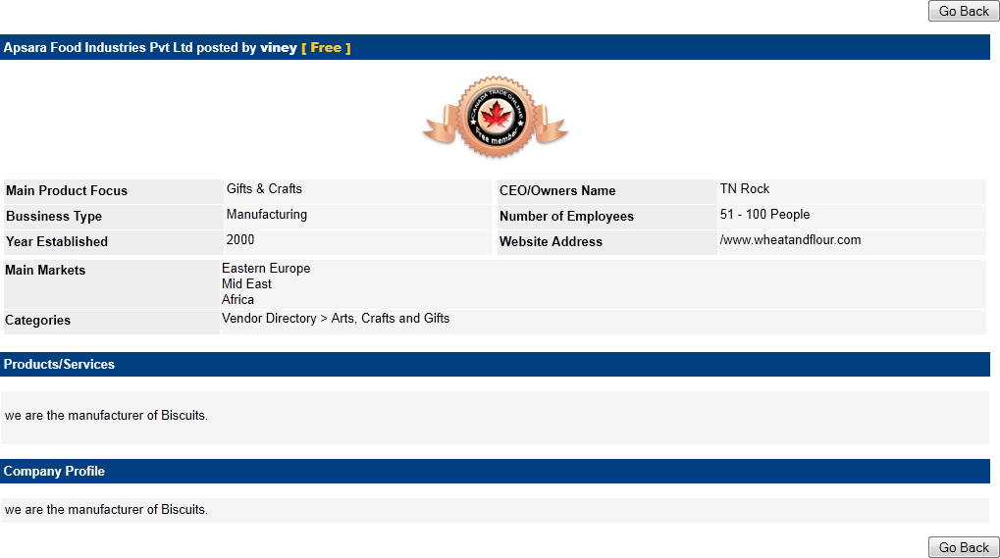 Go Back
Apsara Food Industries Pvt Ltd posted by viney [ Free ]
CANADA TRADE ONLINE
Free member
Main Product Focus Gifts & Crafts CEO/Owners Name TN Rock
Bussiness Type Manufacturing Number of Employees 51 - 100 People
Year Established 2000 Website Address /www.wheatandflour.com
Main Markets Eastern Europe
Mid East
Africa
Categories Vendor Directory > Arts, Crafts and Gifts
Products/Services
we are the manufacturer of Biscuits.
Company Profile
we are the manufacturer of Biscuits.
Go Back